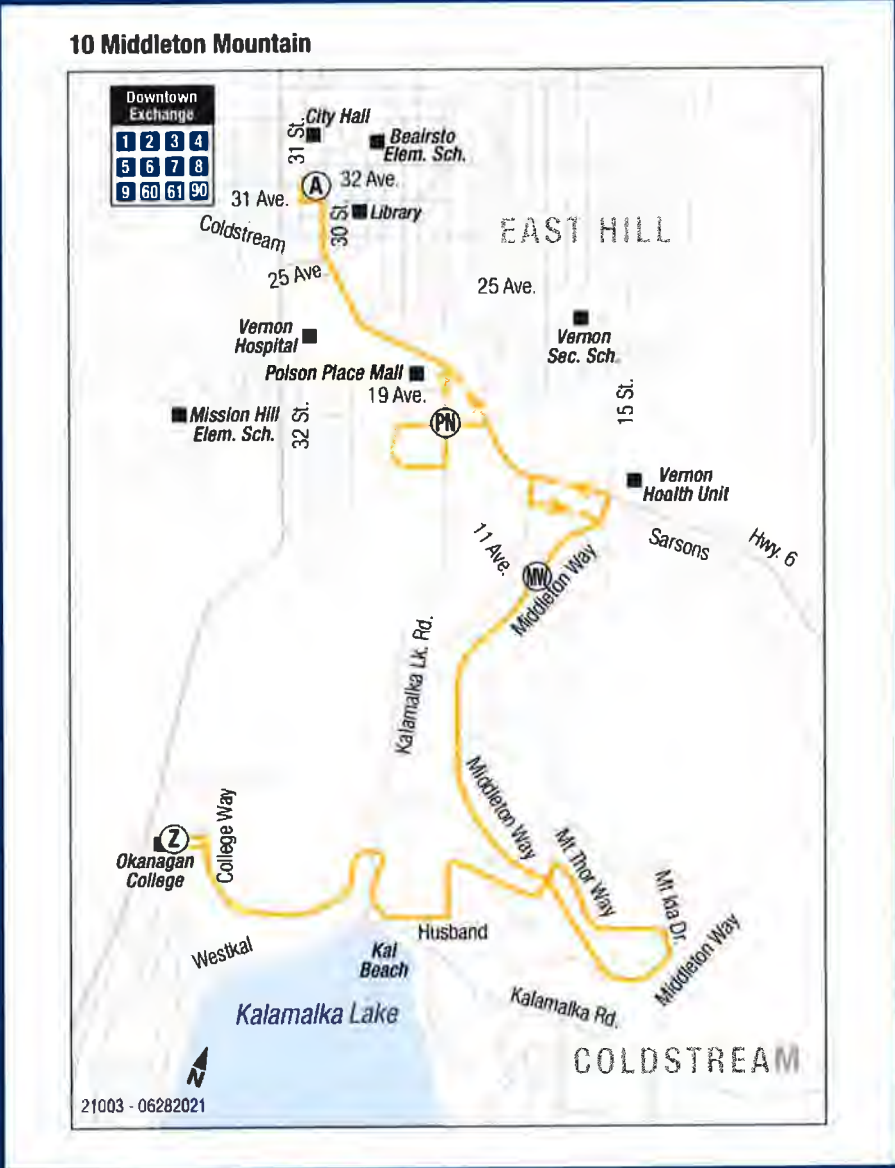 10 Middleton Mountain
Downtown
Exchange
1 2 3 4
5 6 7 8
9 60 61 90
31 St.
City Hall
Beairsto
Elem. Sch.
A
32 Ave.
31 Ave.
30 St.
Library
Coldstream
EAST HILL
25 Ave.
25 Ave.
Vernon
Hospital
Vernon
Sec. Sch.
Polson Place Mall
19 Ave.
15 St.
Mission Hill
Elem. Sch.
32 St.
PN
Vernon
Health Unit
11 Ave.
Sarsons
Hwy. 6
MW
Middleton Way
Kalamalka Lk. Rd.
Middleton Way
Z
Okanagan
College
College Way
Mt Thor Way
Mt Ida Dr.
Middleton Way
Husband
Westkal
Kal
Beach
Kalamalka Rd.
Kalamalka Lake
COLDSTREAM
N
21003 - 06282021